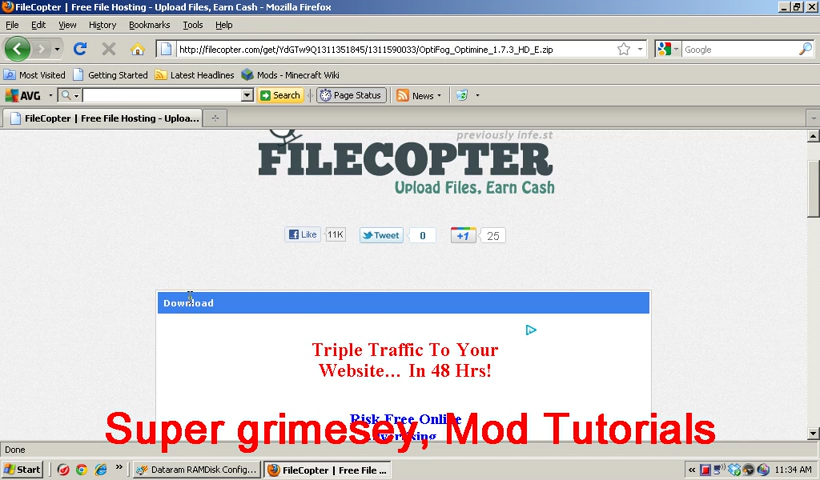 FileCopter | Free File Hosting - Upload Files, Earn Cash - Mozilla Firefox
File Edit View History Bookmarks Tools Help
http://filecopter.com/get/YdGTw9Q1311351845/1311590033/OptiFog_Optimine_1.7.3_HD_E.zip
Google
Most Visited Getting Started Latest Headlines Mods - Minecraft Wiki
AVG Search Page Status News
FileCopter | Free File Hosting - Uploa...
previously infe.st
FILECOPTER
Upload Files, Earn Cash
Like 11K Tweet 0 +1 25
Download
Triple Traffic To Your
Website... In 48 Hrs!
Risk Free Online
Advertising
Super grimesey, Mod Tutorials
Done
Start » Dataram RAMDisk Config... FileCopter | Free File ... « 11:34 AM